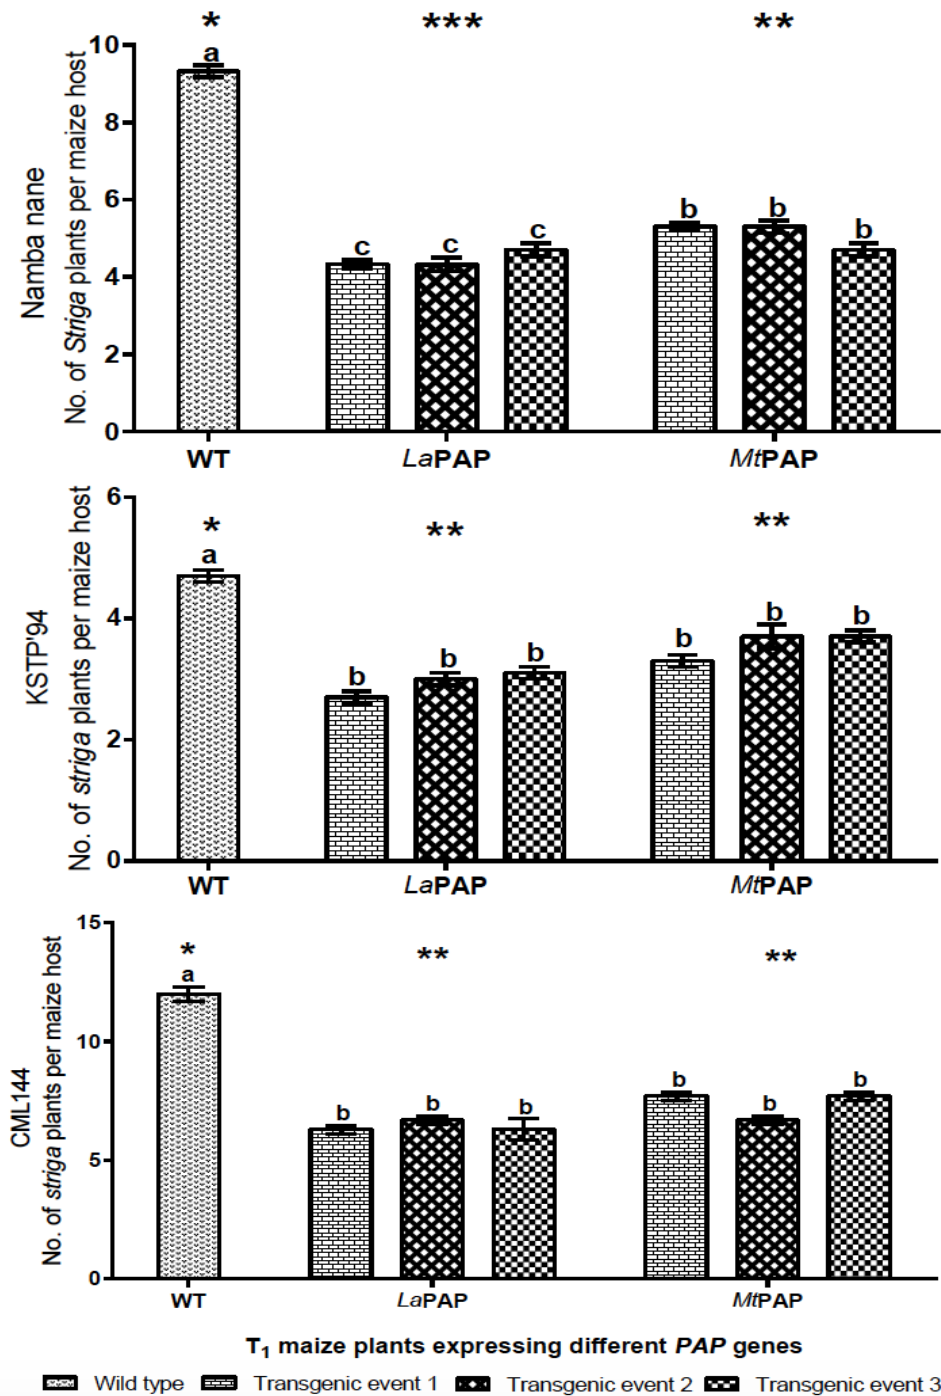 * *** **
10
a
8
6
b b
c c c b
4
2
0
WT LaPAP MtPAP
Namba nane
No. of Striga plants per maize host
6
* ** **
a
4
b b b b b b
2
0
WT LaPAP MtPAP
KSTP'94
No. of striga plants per maize host
15
* ** **
a
10
b b b b b b
5
0
WT LaPAP MtPAP
CML144
No. of striga plants per maize host
T1 maize plants expressing different PAP genes
Wild type Transgenic event 1 Transgenic event 2 Transgenic event 3